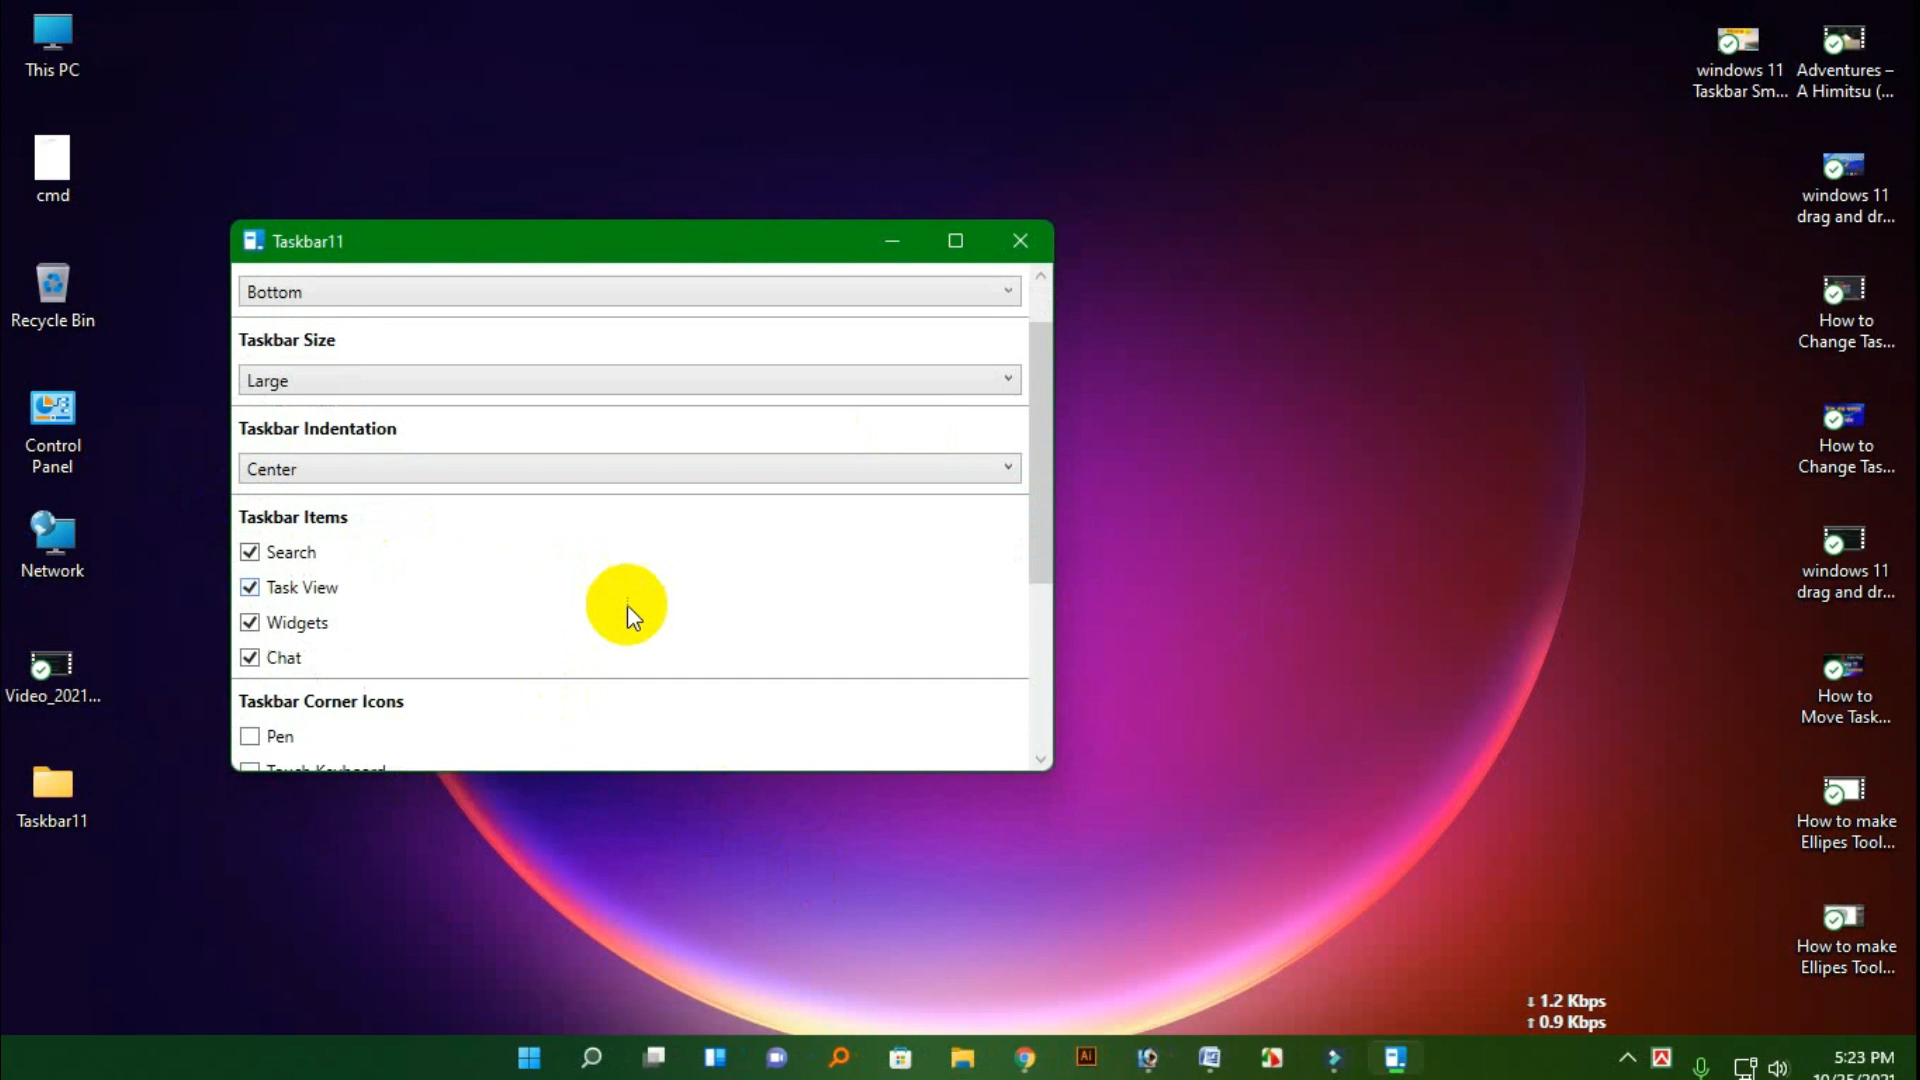 This PC
cmd
Recycle Bin
Control
Panel
Network
Video_2021...
Taskbar11
Taskbar11
Bottom
Taskbar Size
Large
Taskbar Indentation
Center
Taskbar Items
Search
Task View
Widgets
Chat
Taskbar Corner Icons
Pen
Touch Keyboard
windows 11
Taskbar Sm...
Adventures –
A Himitsu (...
windows 11
drag and dr...
How to
Change Tas...
How to
Change Tas...
windows 11
drag and dr...
How to
Move Task...
How to make
Ellipes Tool...
How to make
Ellipes Tool...
↓ 1.2 Kbps
↑ 0.9 Kbps
Ai
5:23 PM
10/25/2021